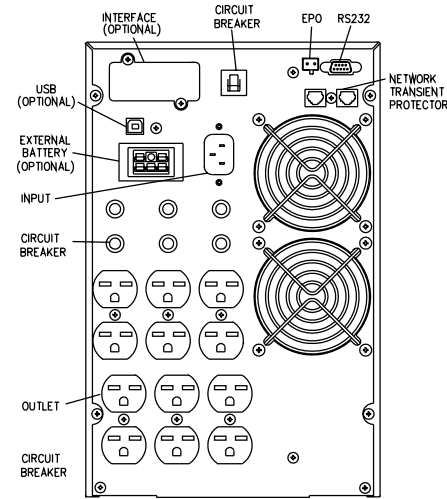 INTERFACE
(OPTIONAL)
CIRCUIT
BREAKER
EPO
RS232
NETWORK
TRANSIENT
PROTECTOR
USB
(OPTIONAL)
EXTERNAL
BATTERY
(OPTIONAL)
INPUT
CIRCUIT
BREAKER
OUTLET
CIRCUIT
BREAKER